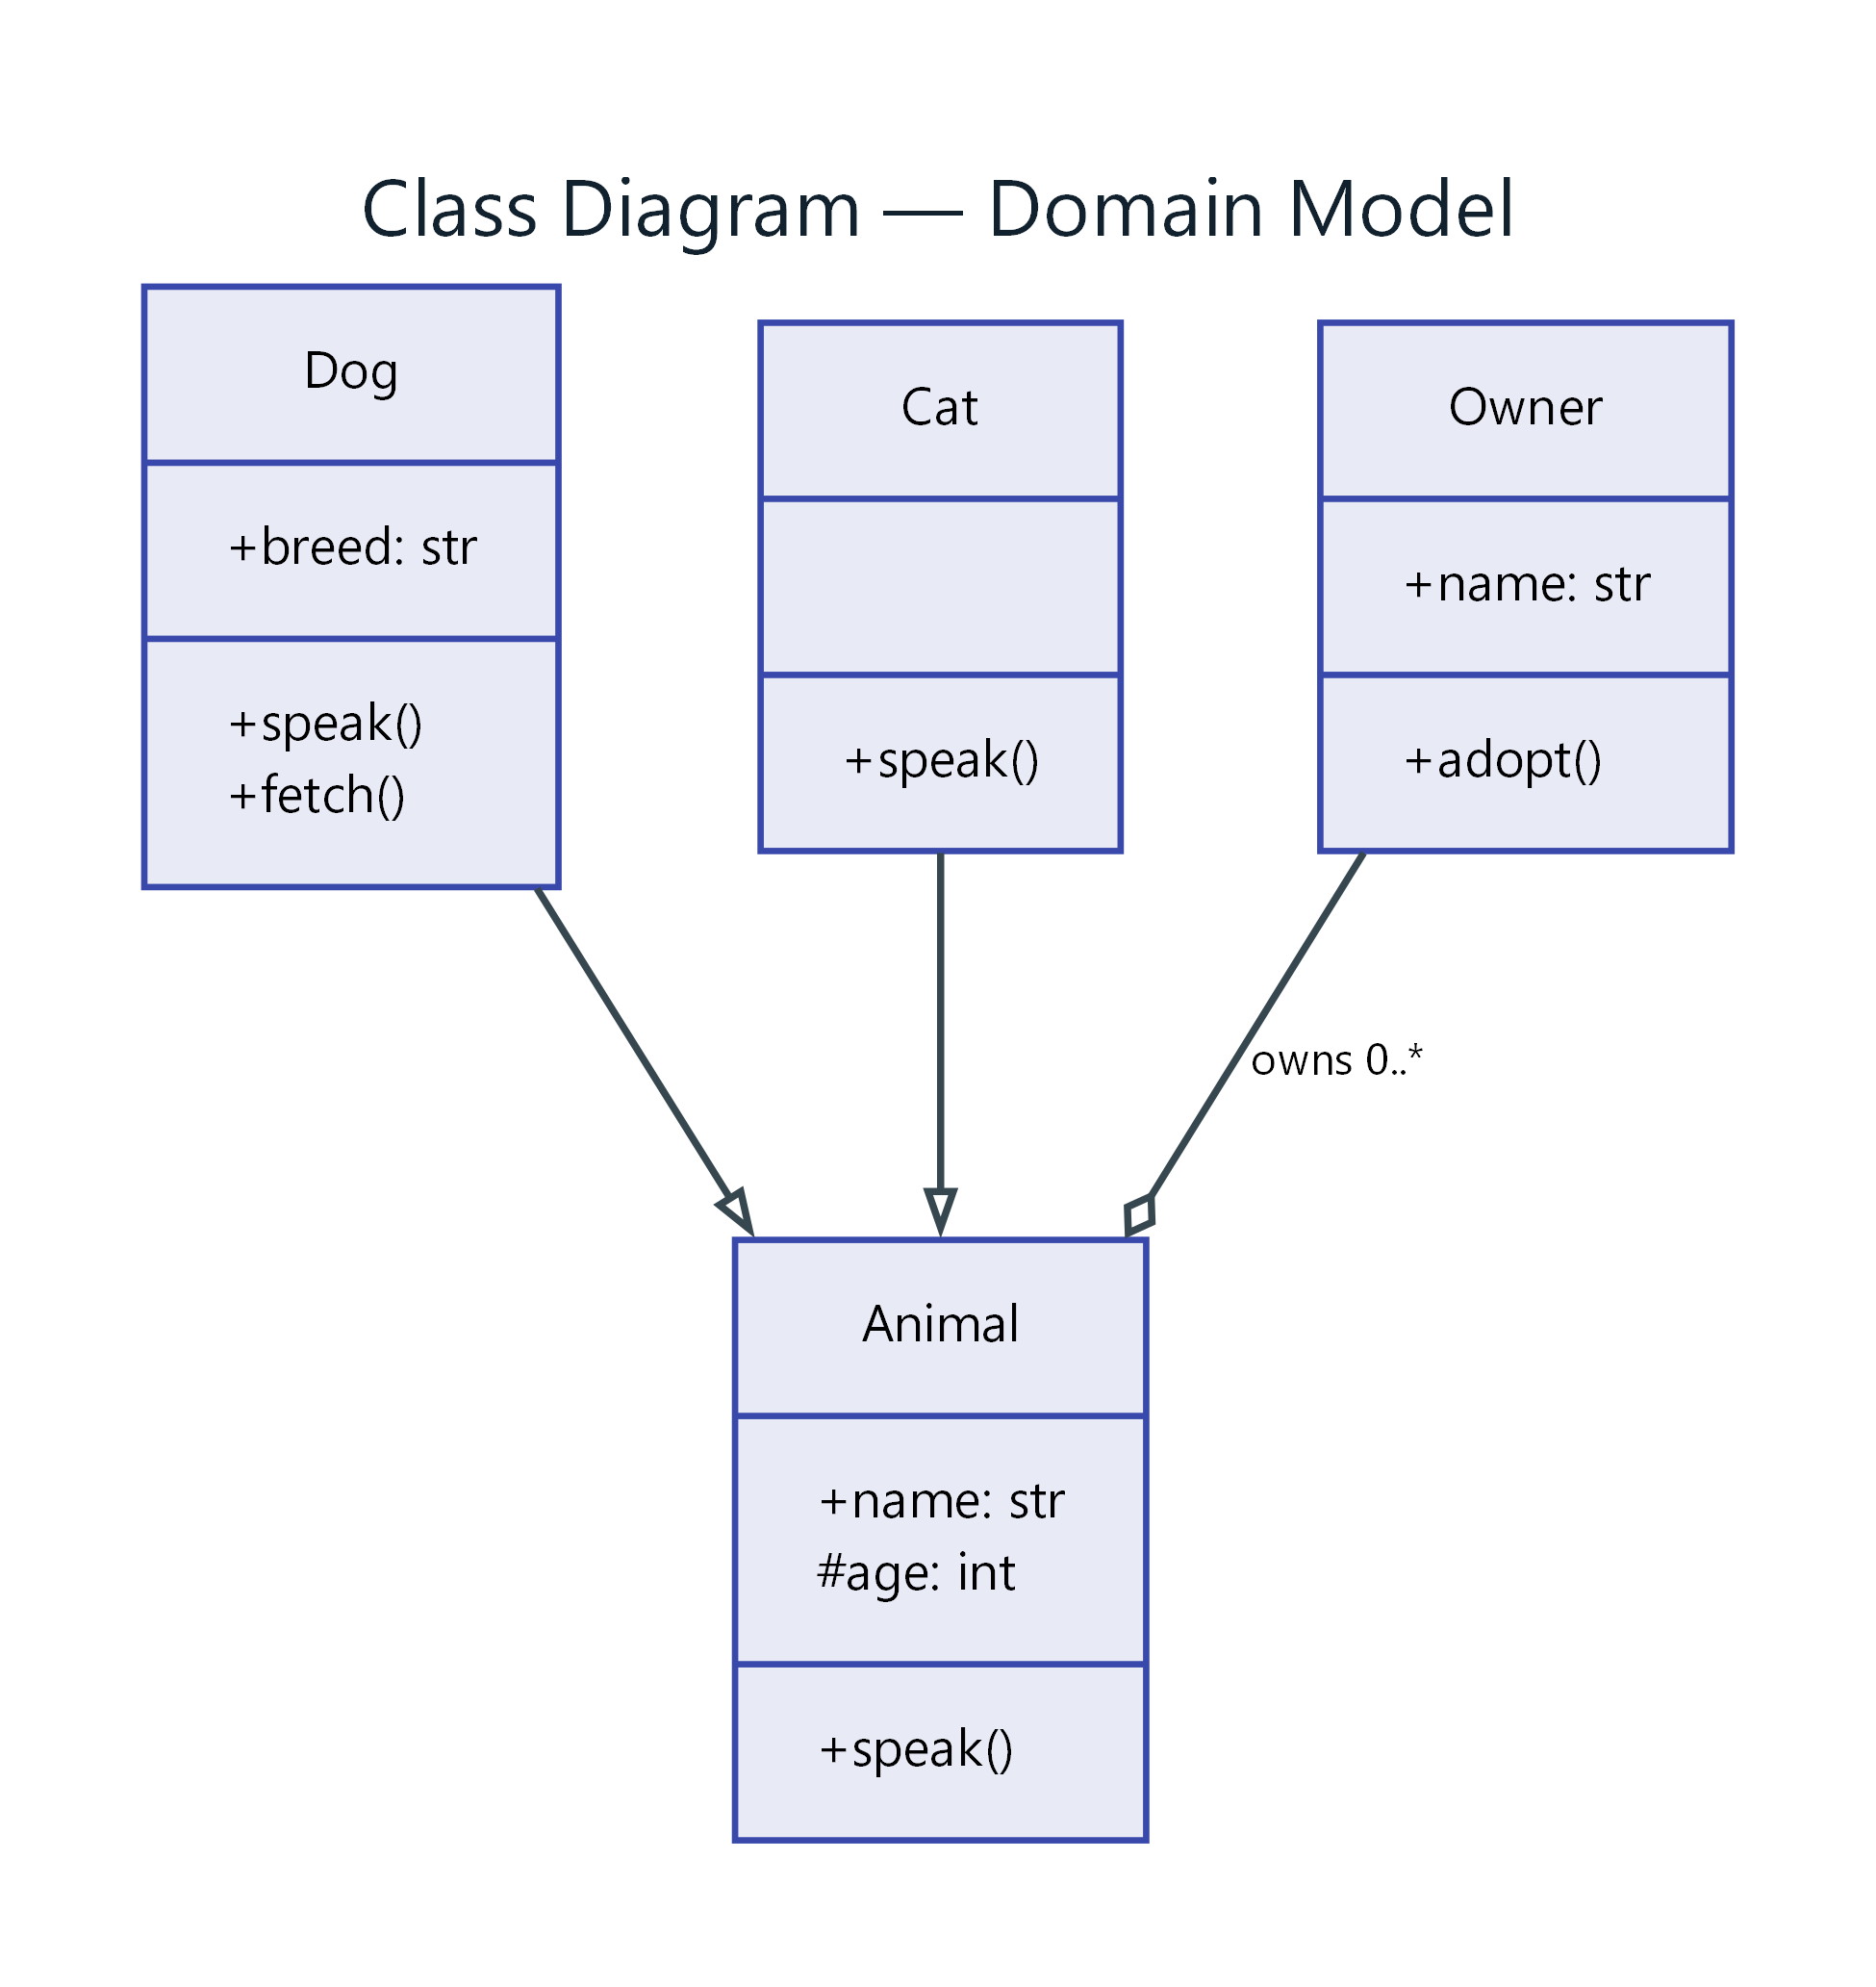 Class Diagram — Domain Model
Dog
+breed: str
+speak()
+fetch()
Cat
+speak()
Owner
+name: str
+adopt()
owns 0..*
Animal
+name: str
#age: int
+speak()